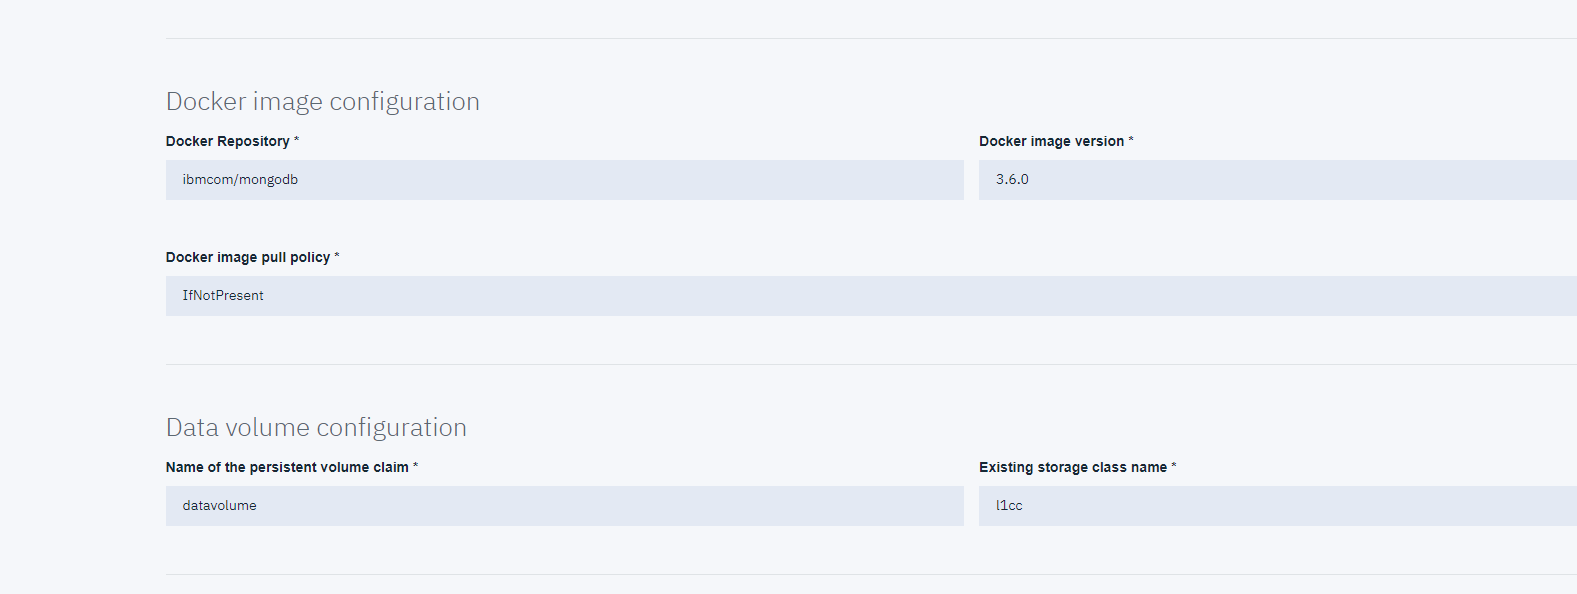 Docker image configuration
Docker Repository *
Docker image version *
ibmcom/mongodb
3.6.0
Docker image pull policy *
IfNotPresent
Data volume configuration
Name of the persistent volume claim *
Existing storage class name *
datavolume
l1cc